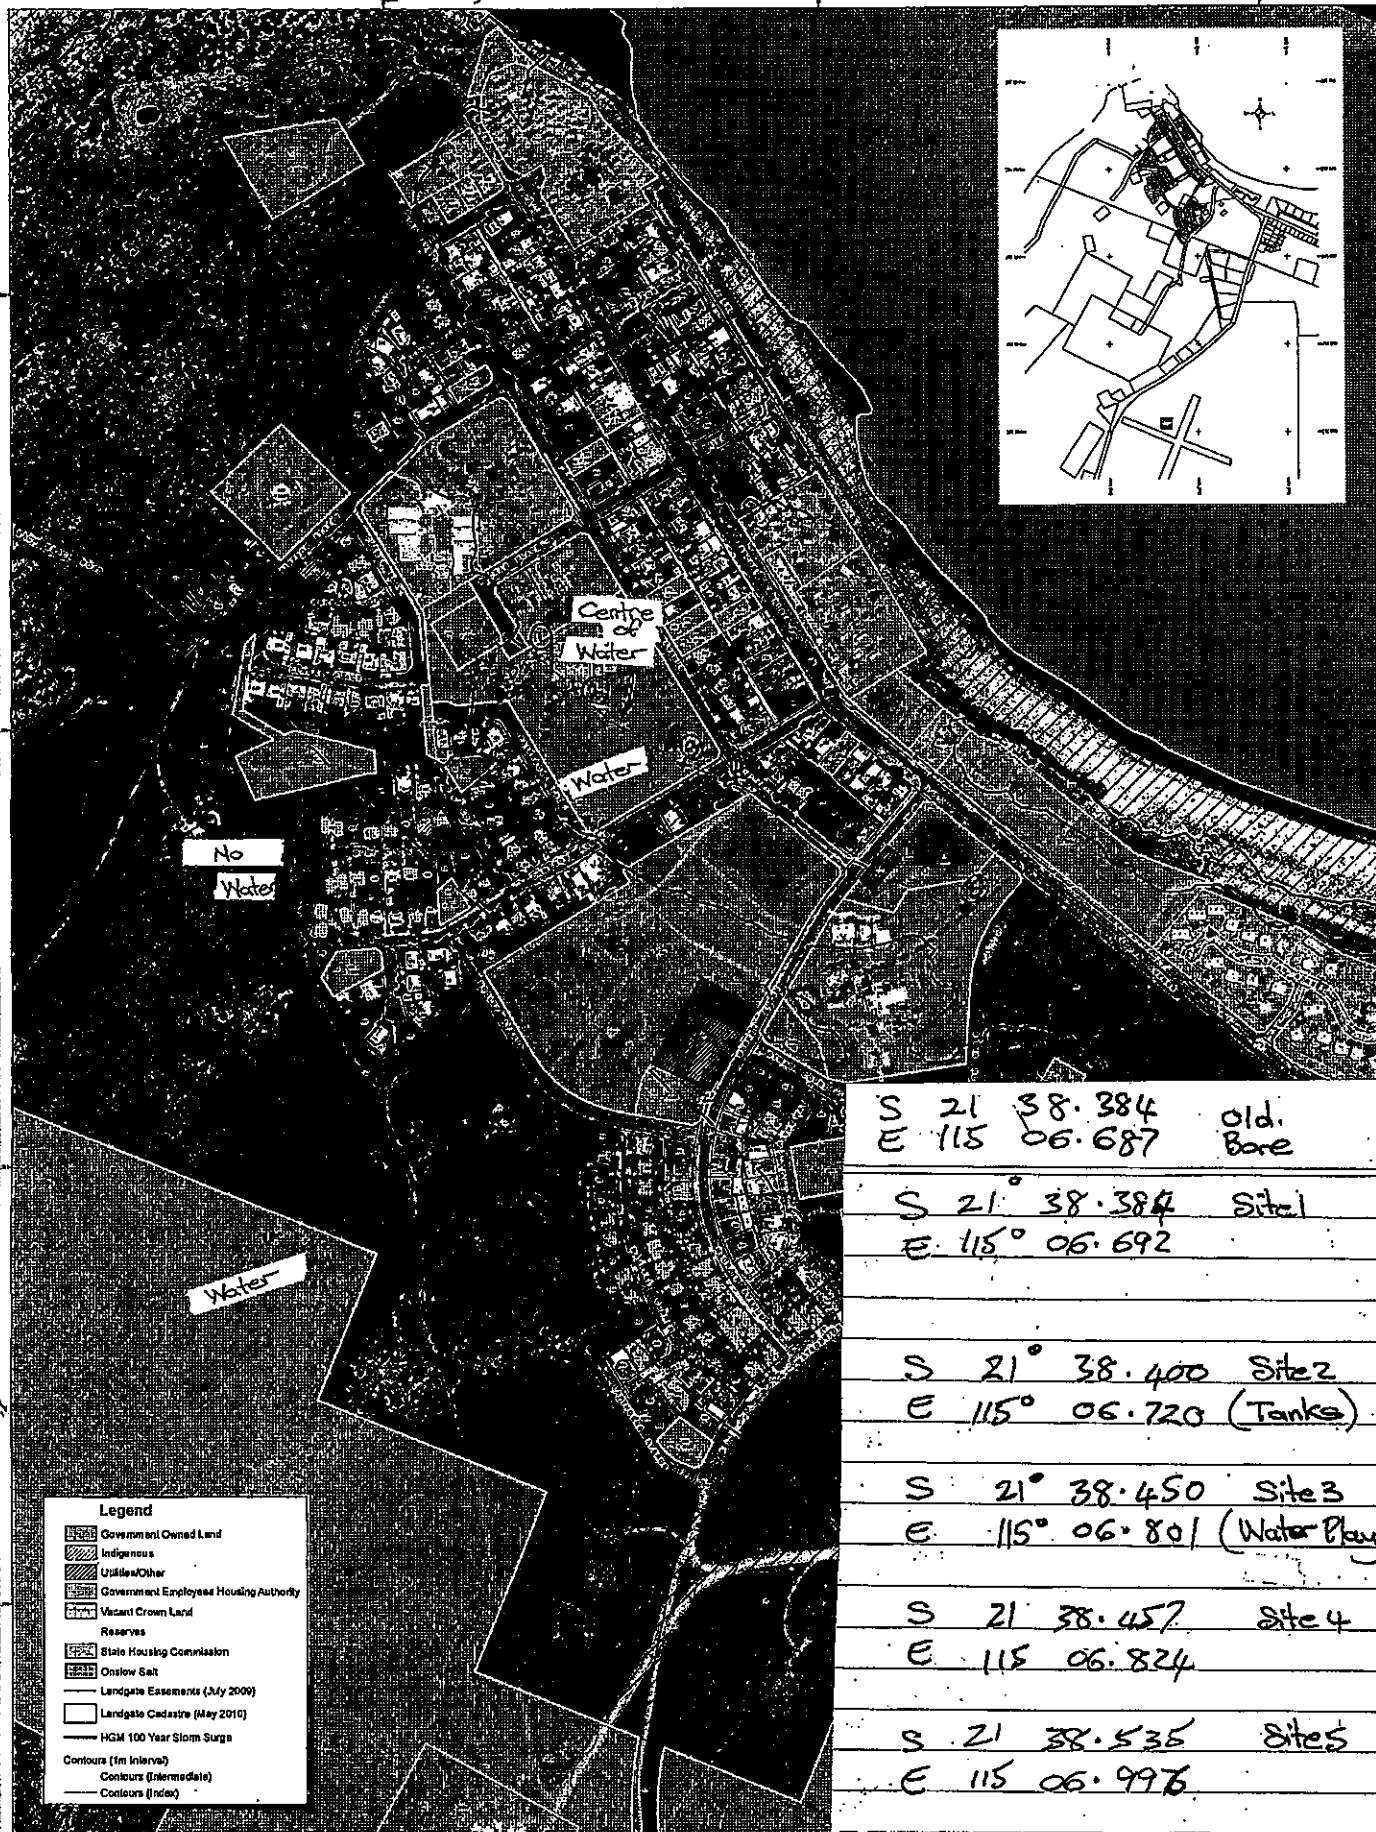 Centre
of
Water
Water
No
Water
Water
S 21 38.384 old.
E 115 06.687 Bore
S 21° 38.384 Site1
E 115° 06.692
S 21° 38.400 Site2
E 115° 06.720 (Tanks)
S 21° 38.450 Site3
E 115° 06.801 (Water Play
S 21 38.457 Site 4
E 115 06.824
S 21 38.535 Site5
E 115 06.996
Legend
Government Owned Land
Indigenous
Utilities/Other
Government Employees Housing Authority
Vacant Crown Land
Reserves
State Housing Commission
Onslow Salt
Landgate Easements (July 2009)
Landgate Cadastre (May 2010)
HGM 100 Year Storm Surge
Contours (1m Interval)
Contours (Intermediate)
Contours (Index)